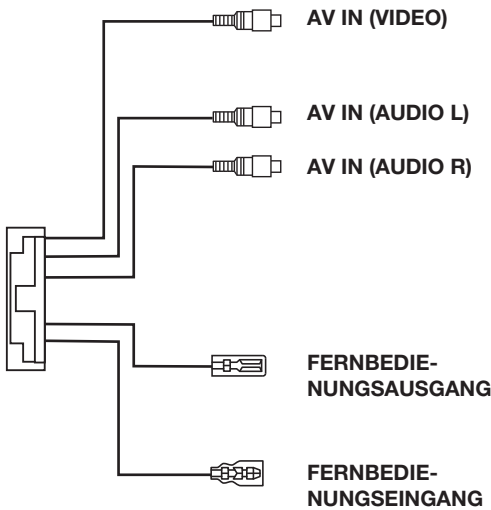 AV IN (VIDEO)
AV IN (AUDIO L)
AV IN (AUDIO R)
FERNBEDIE-
NUNGSAUSGANG
FERNBEDIE-
NUNGSEINGANG